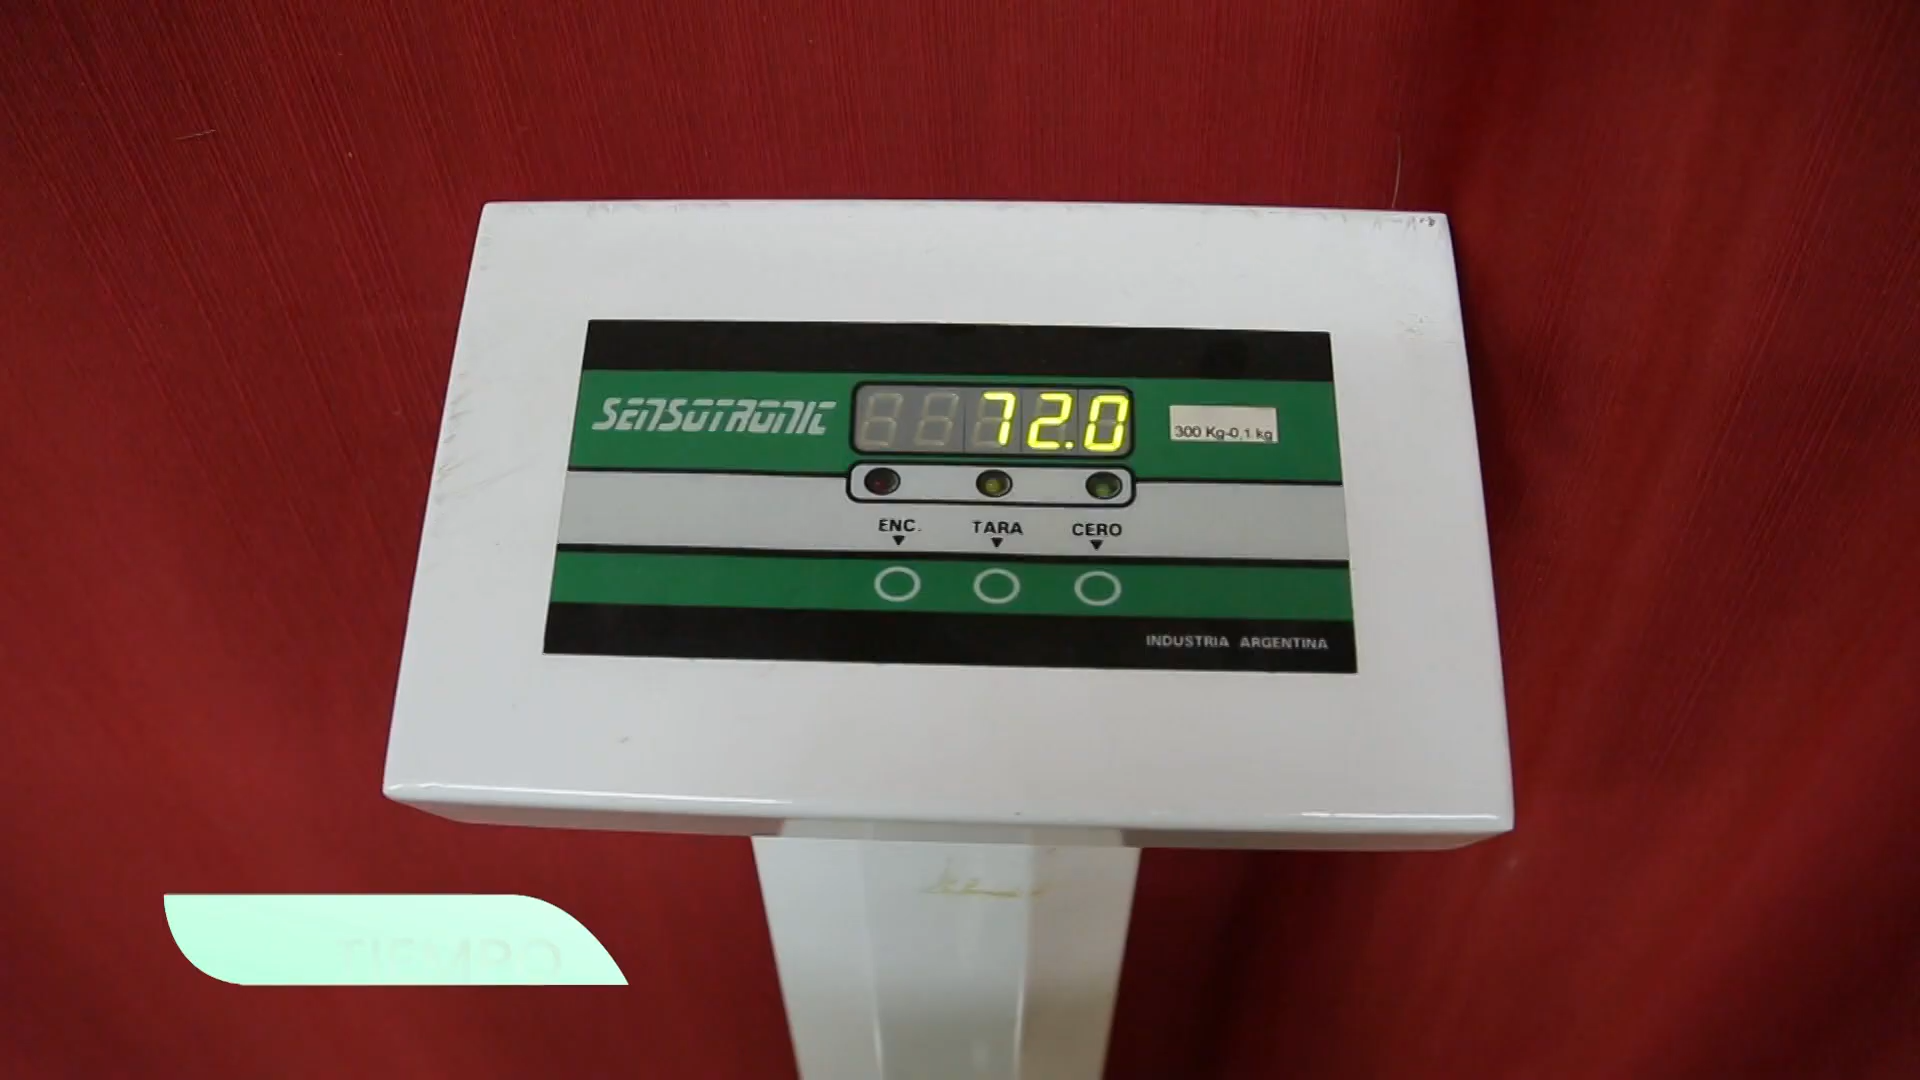 SENSOTRONIC
72.0
300 Kg-0,1 kg
ENC. TARA CERO
INDUSTRIA ARGENTINA